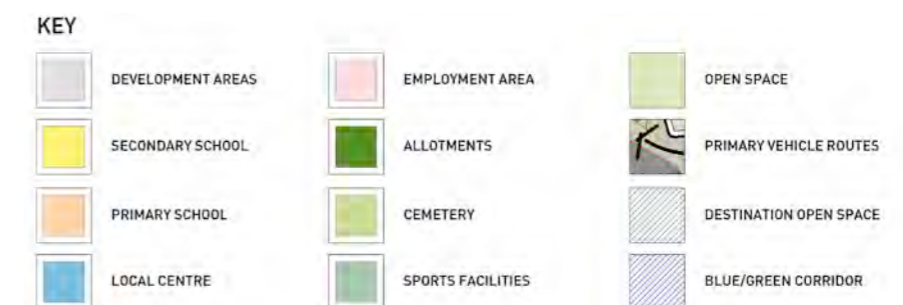 KEY
DEVELOPMENT AREAS
SECONDARY SCHOOL
PRIMARY SCHOOL
LOCAL CENTRE
EMPLOYMENT AREA
ALLOTMENTS
CEMETERY
SPORTS FACILITIES
OPEN SPACE
PRIMARY VEHICLE ROUTES
DESTINATION OPEN SPACE
BLUE/GREEN CORRIDOR